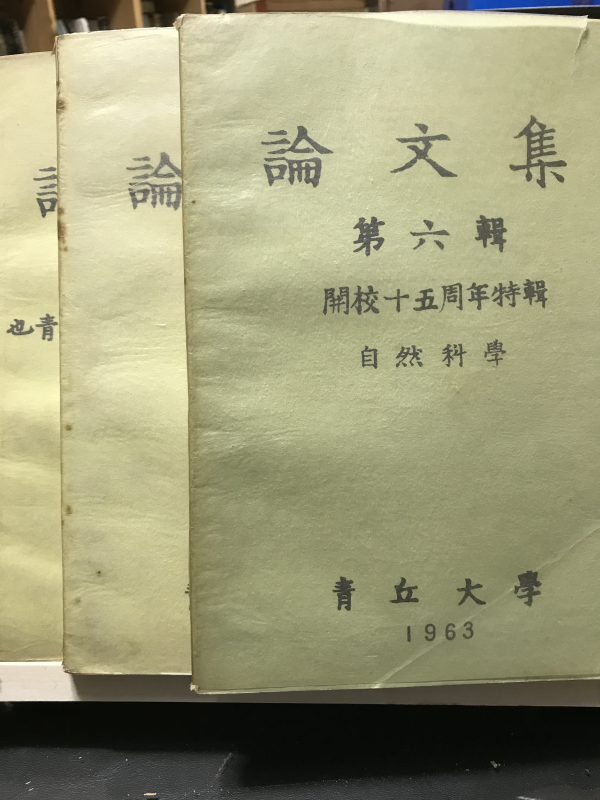 論文集
第六輯
開校十五周年特輯
自然科學
青丘大學
1963
論
也青